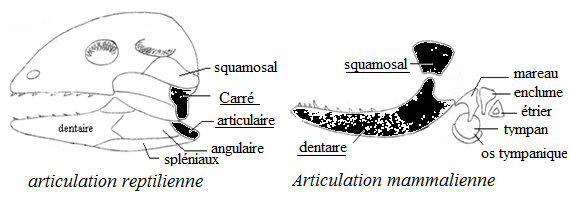 squamosal
Carré
articulaire
dentaire
angulaire
spléniaux
articulation reptilienne
squamosal
mareau
enclume
étrier
tympan
os tympanique
dentaire
Articulation mammalienne